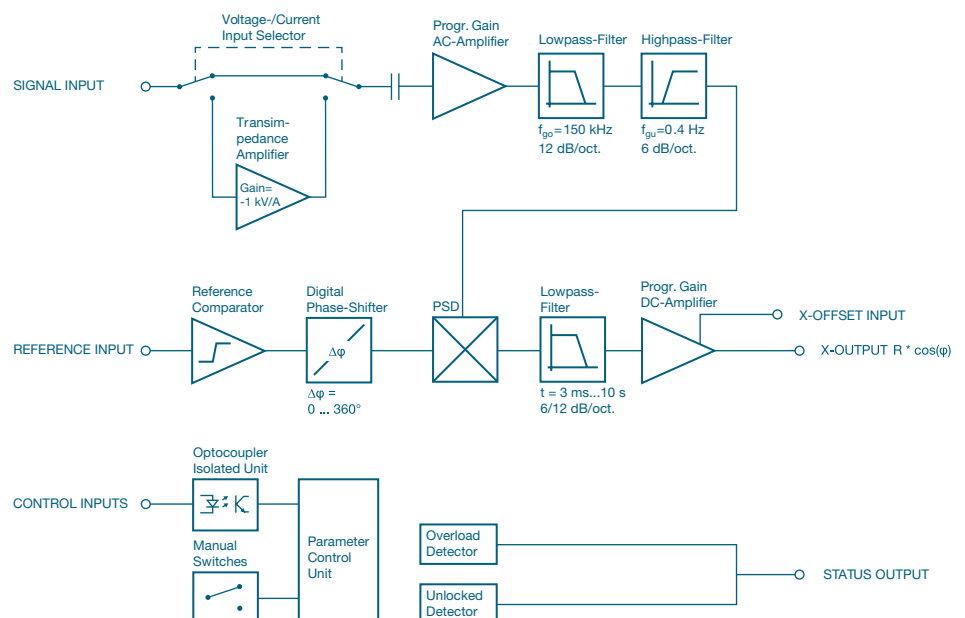 Voltage-/Current
Input Selector
Progr. Gain
AC-Amplifier
Lowpass-Filter
Highpass-Filter
SIGNAL INPUT
Transim-
pedance
Amplifier
Gain=
-1 kV/A
fgo=150 kHz
12 dB/oct.
fgu=0.4 Hz
6 dB/oct.
Reference
Comparator
Digital
Phase-Shifter
PSD
Lowpass-
Filter
Progr. Gain
DC-Amplifier
X-OFFSET INPUT
REFERENCE INPUT
Δφ
X-OUTPUT R * cos(φ)
Δφ =
0 ... 360°
t = 3 ms...10 s
6/12 dB/oct.
Optocoupler
Isolated Unit
CONTROL INPUTS
Manual
Switches
Parameter
Control
Unit
Overload
Detector
STATUS OUTPUT
Unlocked
Detector